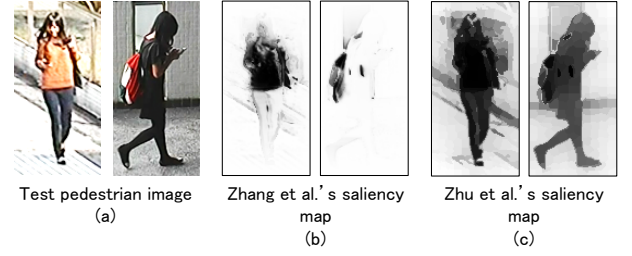 Test pedestrian image
(a)
Zhang et al.'s saliency
map
(b)
Zhu et al.'s saliency
map
(c)